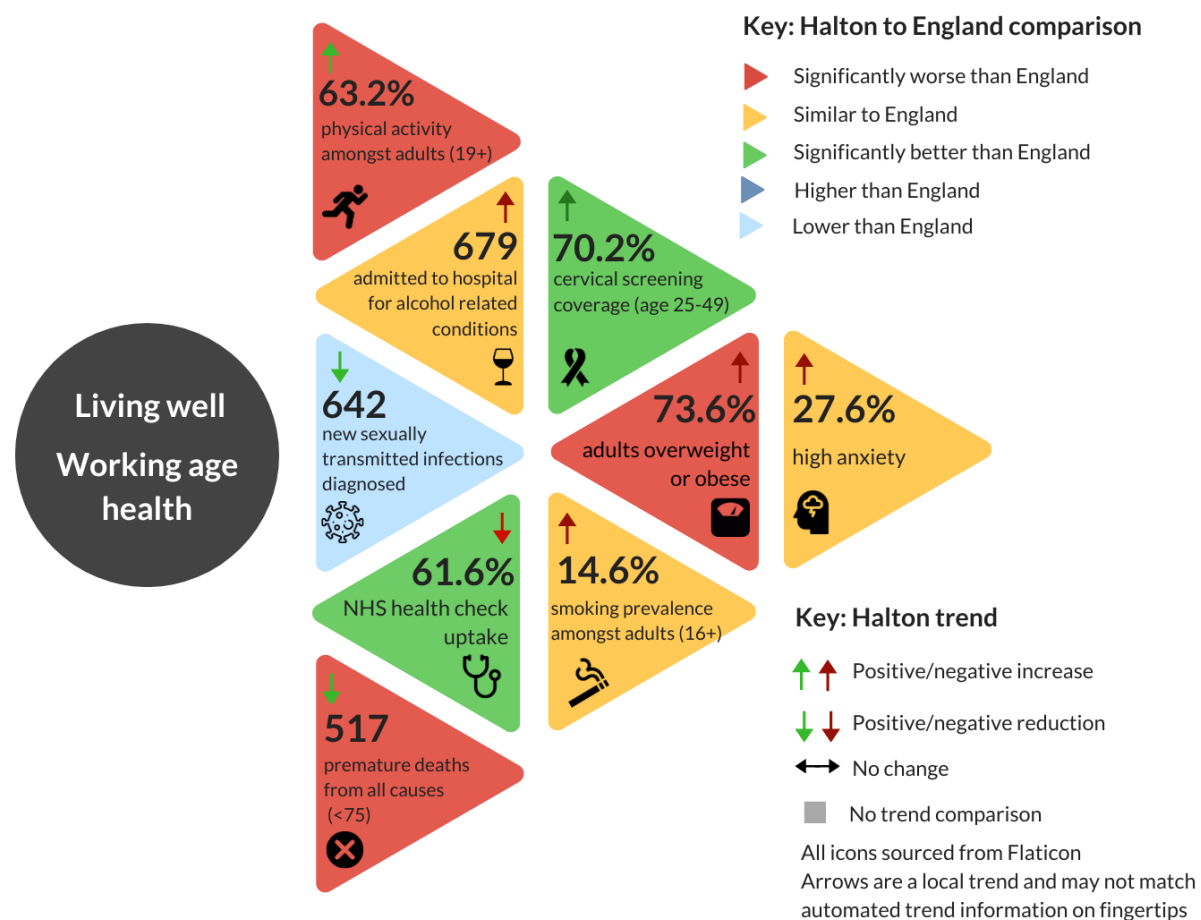 Key: Halton to England comparison
Significantly worse than England
Similar to England
Significantly better than England
Higher than England
Lower than England
63.2%
physical activity
amongst adults (19+)
679
admitted to hospital
for alcohol related
conditions
70.2%
cervical screening
coverage (age 25-49)
Living well
Working age
health
642
new sexually
transmitted infections
diagnosed
73.6%
adults overweight
or obese
27.6%
high anxiety
61.6%
NHS health check
uptake
14.6%
smoking prevalence
amongst adults (16+)
517
premature deaths
from all causes
(<75)
Key: Halton trend
Positive/negative increase
Positive/negative reduction
No change
No trend comparison
All icons sourced from Flaticon
Arrows are a local trend and may not match
automated trend information on fingertips